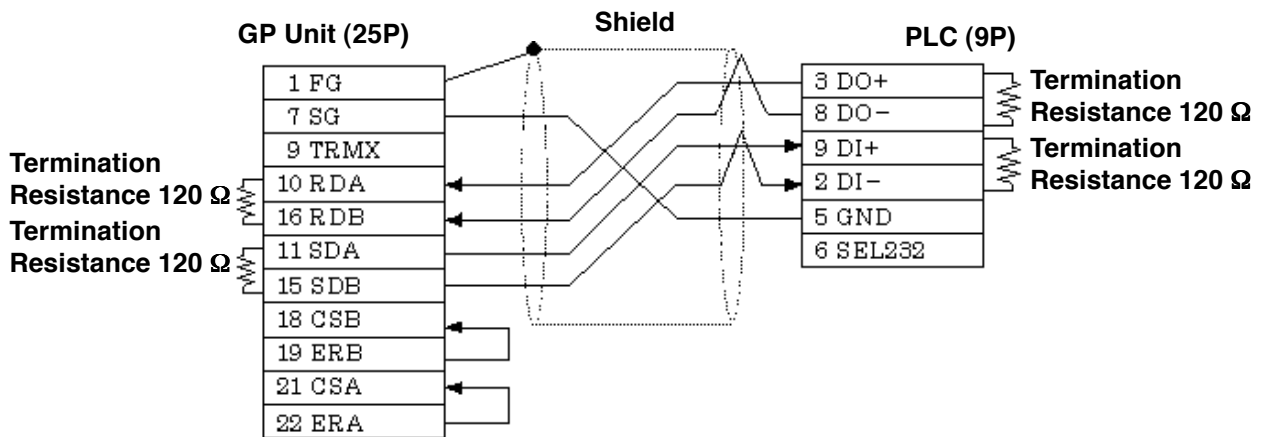 Shield
GP Unit (25P)
PLC (9P)
1 FG
7 SG
9 TRMX
10 RDA
16 RDB
11 SDA
15 SDB
18 CSB
19 ERB
21 CSA
22 ERA
Termination
Resistance 120 Ω
Termination
Resistance 120 Ω
3 DO+
8 DO−
9 DI+
2 DI−
5 GND
6 SEL232
Termination
Resistance 120 Ω
Termination
Resistance 120 Ω